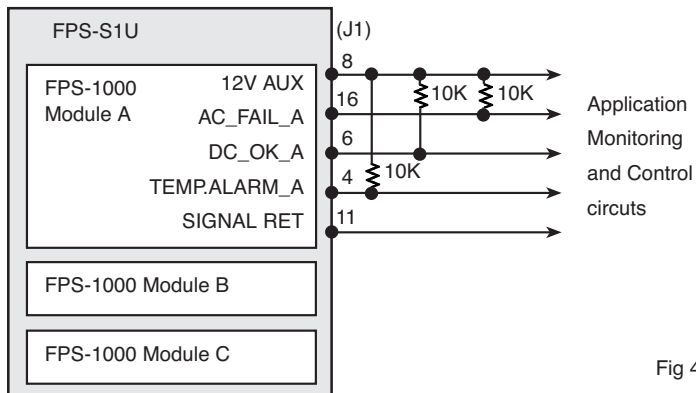 FPS-S1U
(J1)
FPS-1000
Module A
12V AUX
8
AC_FAIL_A
16
DC_OK_A
6
TEMP.ALARM_A
4
SIGNAL RET
11
10K
10K
10K
Application
Monitoring
and Control
circuts
FPS-1000 Module B
FPS-1000 Module C
Fig 4